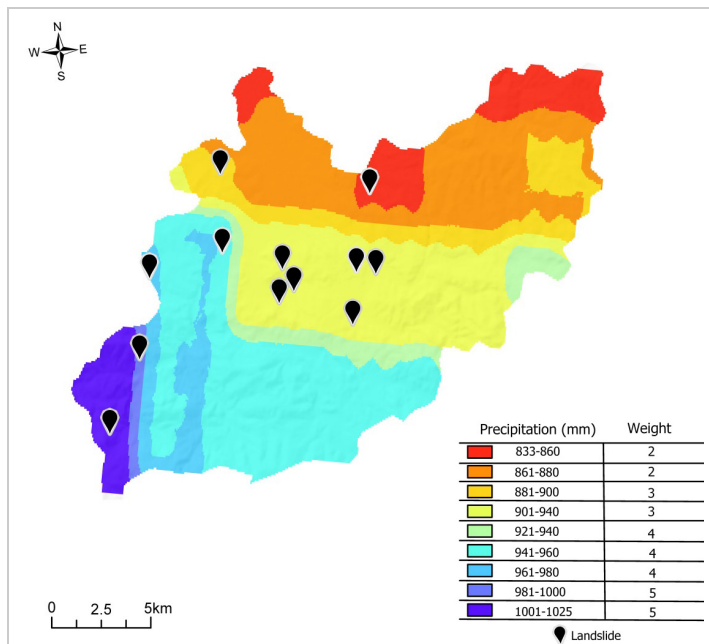 N
W E
S
Precipitation (mm) Weight
833-860 2
861-880 2
881-900 3
901-940 3
921-940 4
941-960 4
961-980 4
981-1000 5
1001-1025 5
0 2.5 5km
Landslide